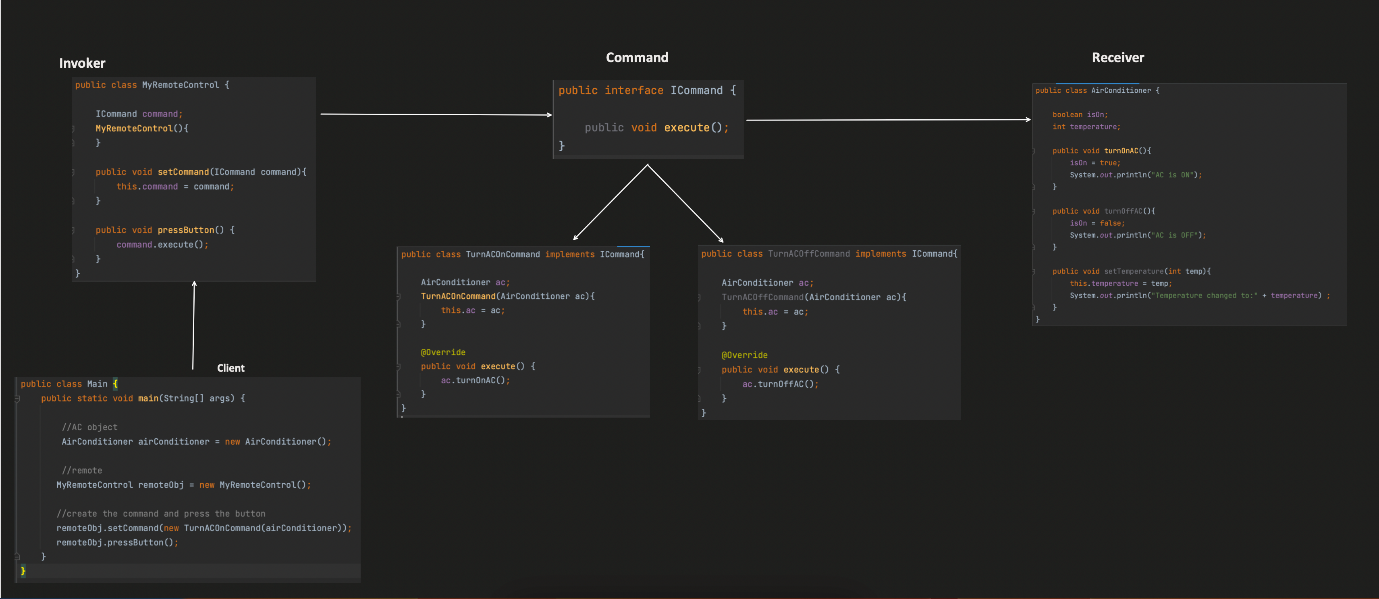 Invoker
public class MyRemoteControl {
ICommand command;
MyRemoteControl(){
}
public void setCommand(ICommand command){
this.command = command;
}
public void pressButton() {
command.execute();
}
}
Command
public interface ICommand {
public void execute();
}
Receiver
public class AirConditioner {
boolean isOn;
int temperature;
public void turnOnAC(){
isOn = true;
System.out.println("AC is ON");
}
public void turnOffAC(){
isOn = false;
System.out.println("AC is OFF");
}
public void setTemperature(int temp){
this.temperature = temp;
System.out.println("Temperature changed to:" + temperature) ;
}
}
public class TurnACOnCommand implements ICommand{
AirConditioner ac;
TurnACOnCommand(AirConditioner ac){
this.ac = ac;
}
@Override
public void execute() {
ac.turnOnAC();
}
}
public class TurnACOffCommand implements ICommand{
AirConditioner ac;
TurnACOffCommand(AirConditioner ac){
this.ac = ac;
}
@Override
public void execute() {
ac.turnOffAC();
}
}
Client
public class Main {
public static void main(String[] args) {
//AC object
AirConditioner airConditioner = new AirConditioner();
//remote
MyRemoteControl remoteObj = new MyRemoteControl();
//create the command and press the button
remoteObj.setCommand(new TurnACOnCommand(airConditioner));
remoteObj.pressButton();
}
}